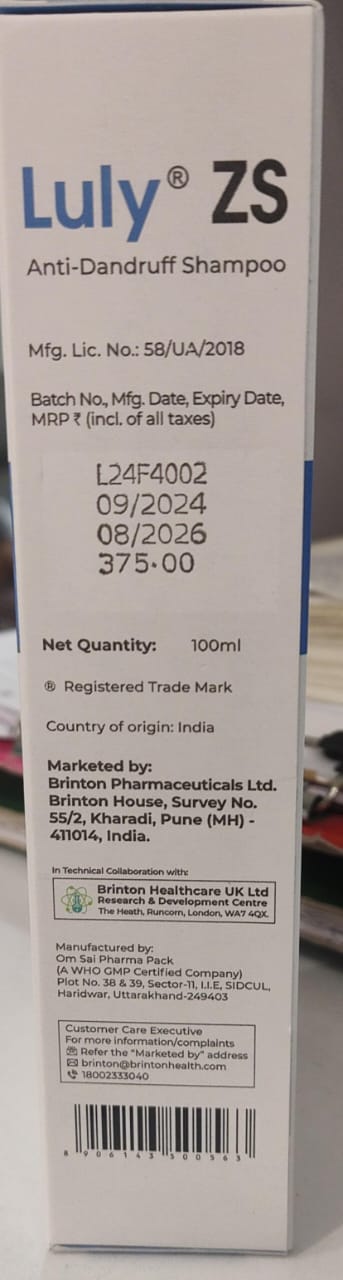 Luly® ZS
Anti-Dandruff Shampoo
Mfg. Lic. No.: 58/UA/2018
Batch No., Mfg. Date, Expiry Date,
MRP ₹ (incl. of all taxes)
L24F4002
09/2024
08/2026
375.00
Net Quantity: 100ml
® Registered Trade Mark
Country of origin: India
Marketed by:
Brinton Pharmaceuticals Ltd.
Brinton House, Survey No.
55/2, Kharadi, Pune (MH) -
411014, India.
In Technical Collaboration with:
Brinton Healthcare UK Ltd
Research & Development Centre
The Heath, Runcorn, London, WA7 4QX.
Manufactured by:
Om Sai Pharma Pack
(A WHO GMP Certified Company)
Plot No. 38 & 39, Sector-11, I.I.E, SIDCUL,
Haridwar, Uttarakhand-249403
Customer Care Executive
For more information/complaints
Refer the "Marketed by" address
brinton@brintonhealth.com
18002333040
8 906143 500563